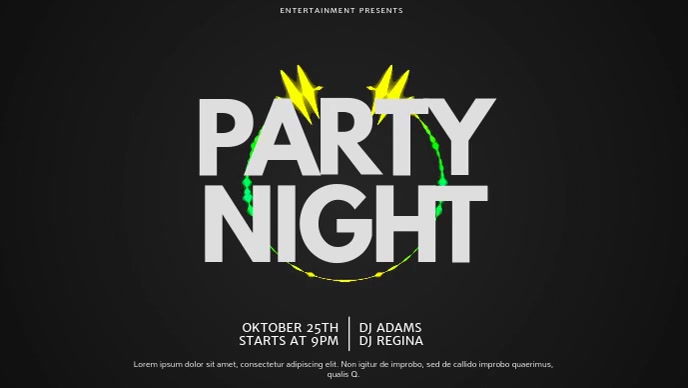 ENTERTAINMENT PRESENTS
PARTY
NIGHT
OKTOBER 25TH
STARTS AT 9PM
DJ ADAMS
DJ REGINA
Lorem ipsum dolor sit amet, consectetur adipiscing elit. Non igitur de improbo, sed de callido improbo quaerimus,
qualis Q.